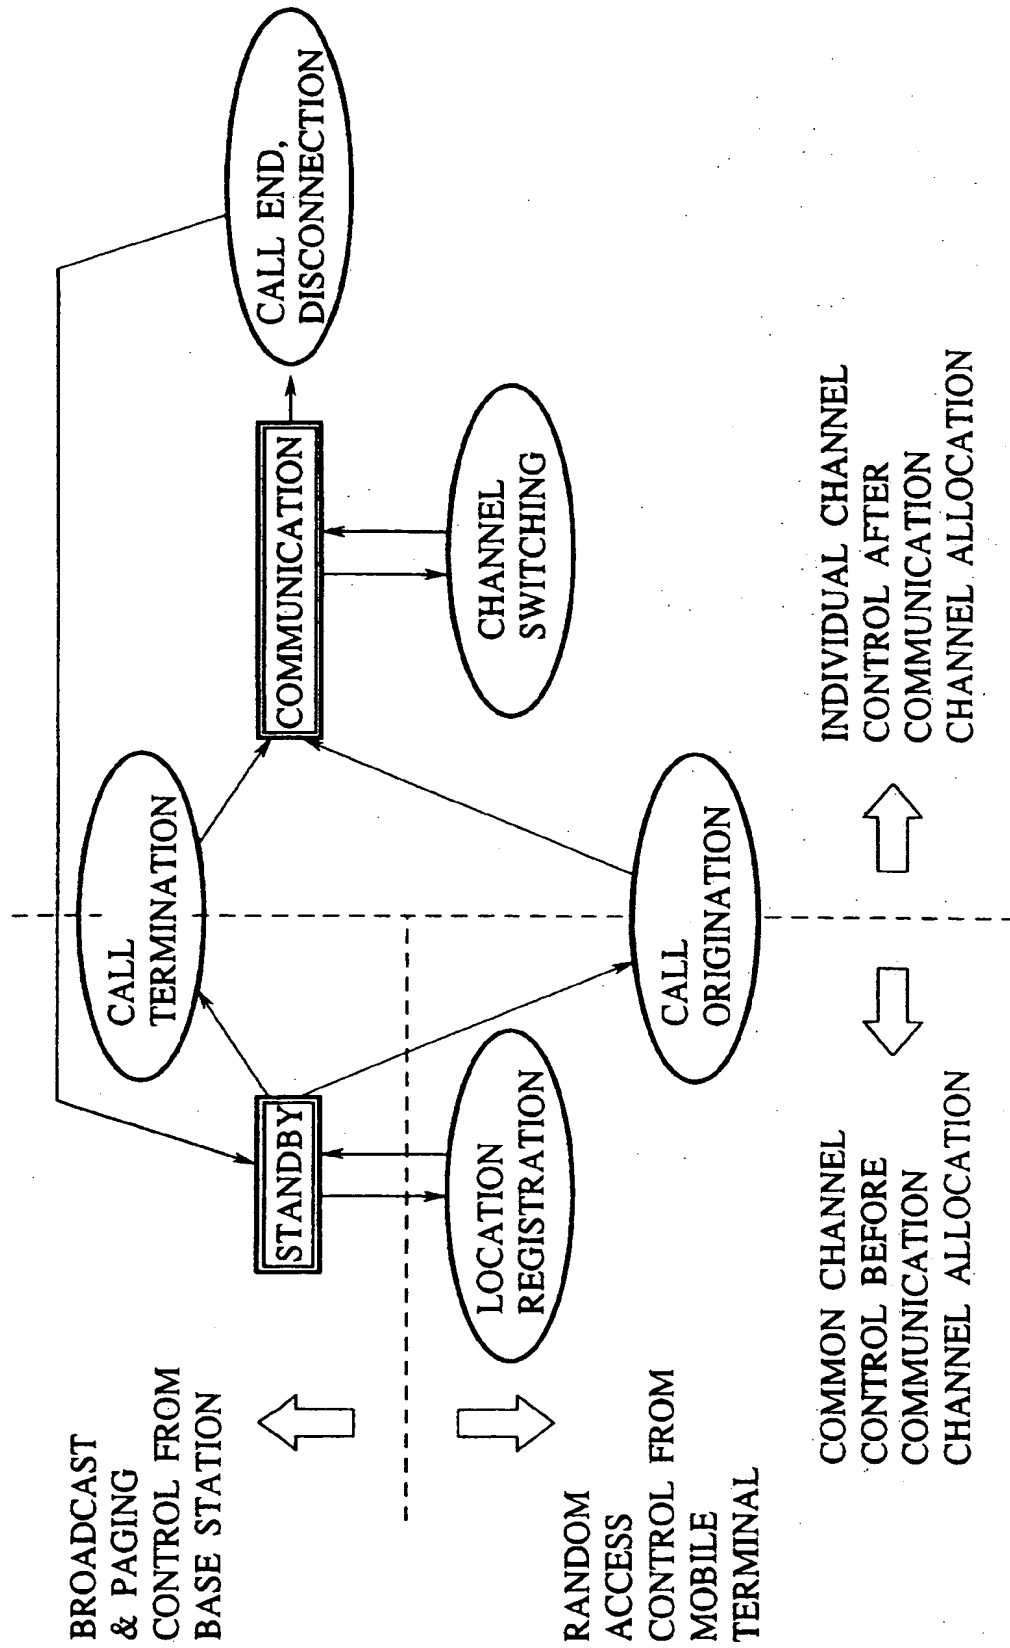 BROADCAST
& PAGING
CONTROL FROM
BASE STATION
RANDOM
ACCESS
CONTROL FROM
MOBILE
TERMINAL
STANDBY
LOCATION
REGISTRATION
CALL
TERMINATION
CALL
ORIGINATION
COMMUNICATION
CHANNEL
SWITCHING
CALL END,
DISCONNECTION
COMMON CHANNEL
CONTROL BEFORE
COMMUNICATION
CHANNEL ALLOCATION
INDIVIDUAL CHANNEL
CONTROL AFTER
COMMUNICATION
CHANNEL ALLOCATION